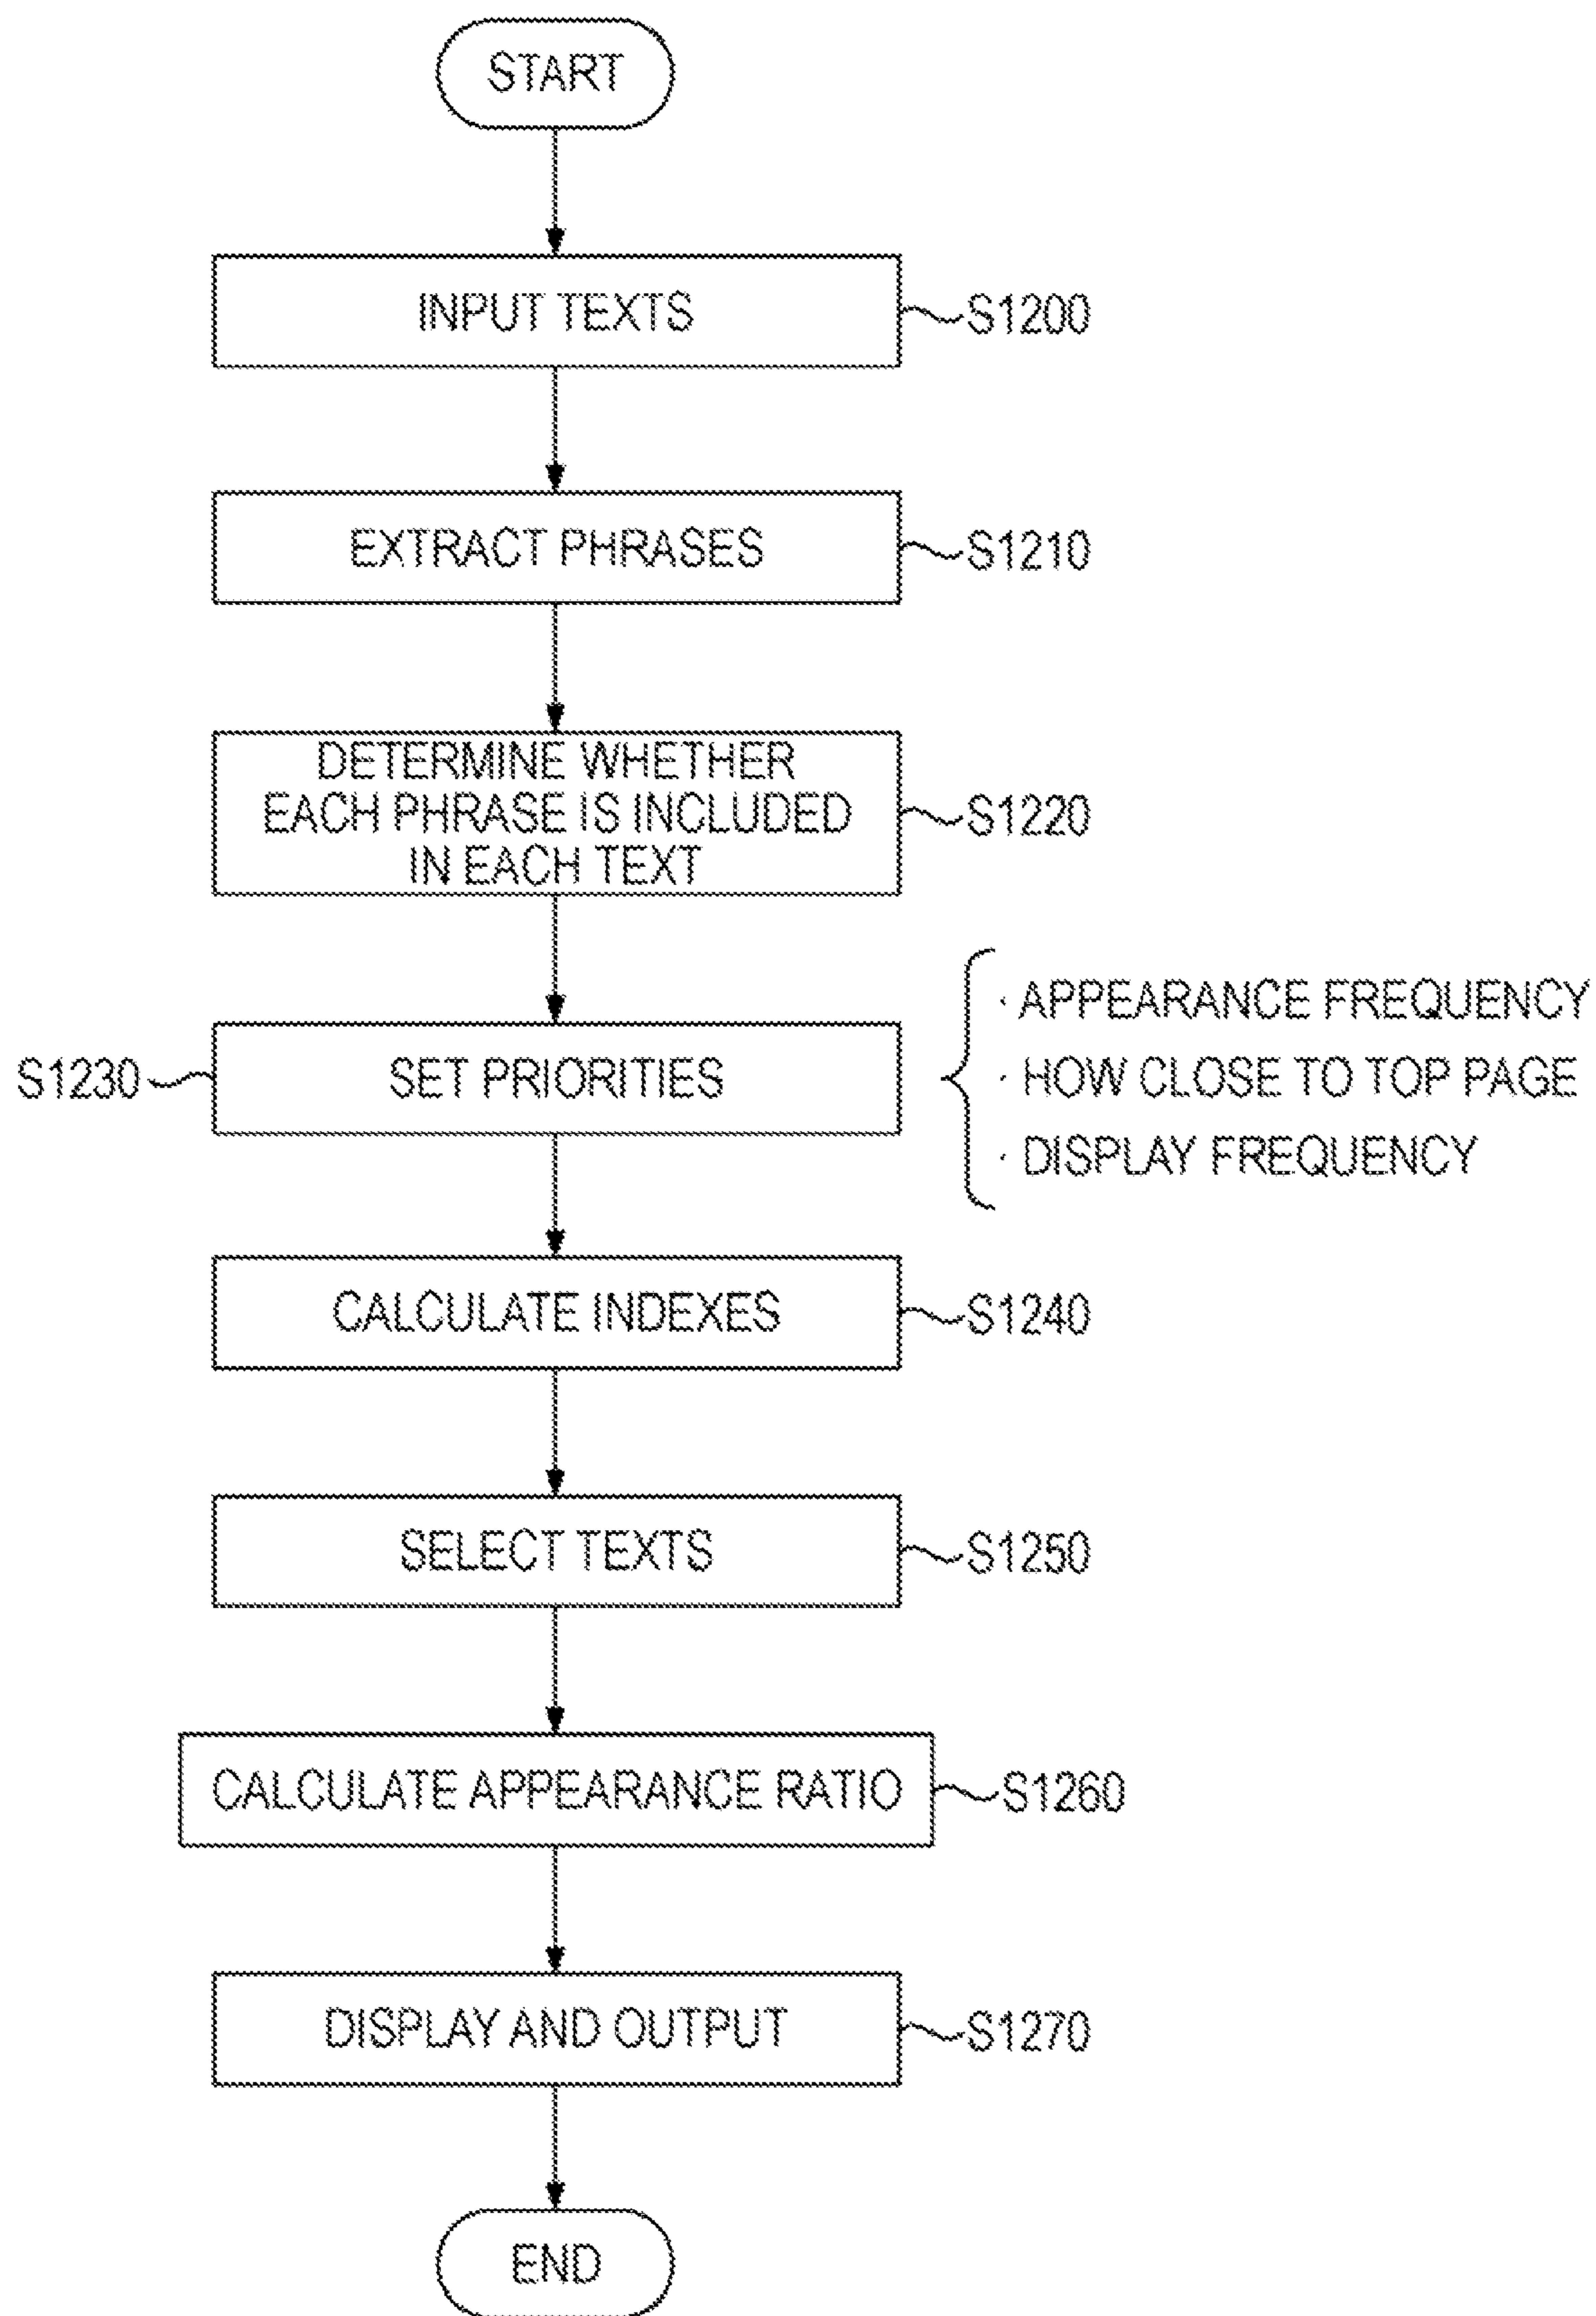 START
INPUT TEXTS
S1200
EXTRACT PHRASES
S1210
DETERMINE WHETHER
EACH PHRASE IS INCLUDED
IN EACH TEXT
S1220
S1230
SET PRIORITIES
· APPEARANCE FREQUENCY
· HOW CLOSE TO TOP PAGE
· DISPLAY FREQUENCY
CALCULATE INDEXES
S1240
SELECT TEXTS
S1250
CALCULATE APPEARANCE RATIO
S1260
DISPLAY AND OUTPUT
S1270
END